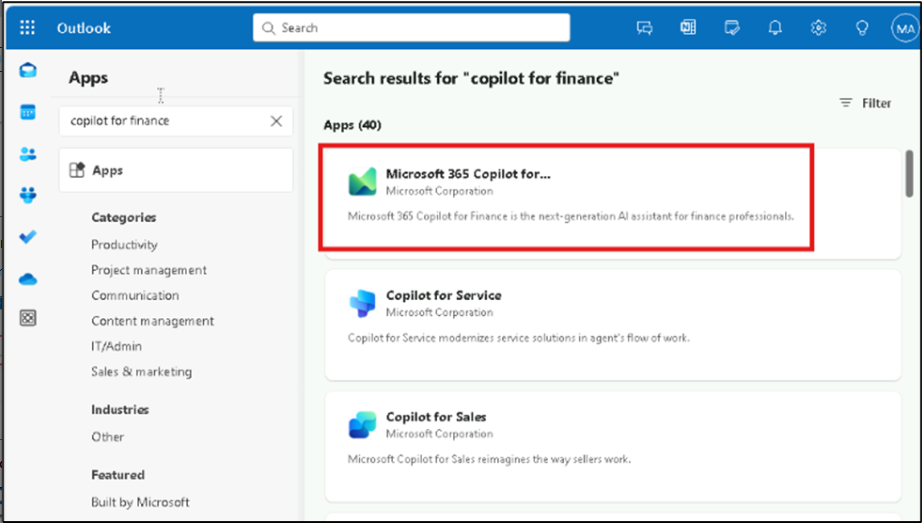 Outlook
Search
MA
Apps
copilot for finance
Apps
Categories
Productivity
Project management
Communication
Content management
IT/Admin
Sales & marketing
Industries
Other
Featured
Built by Microsoft
Search results for "copilot for finance"
Filter
Apps (40)
Microsoft 365 Copilot for...
Microsoft Corporation
Microsoft 365 Copilot for Finance is the next-generation AI assistant for finance professionals.
Copilot for Service
Microsoft Corporation
Copilot for Service modernizes service solutions in agent's flow of work.
Copilot for Sales
Microsoft Corporation
Microsoft Copilot for Sales reimagines the way sellers work.